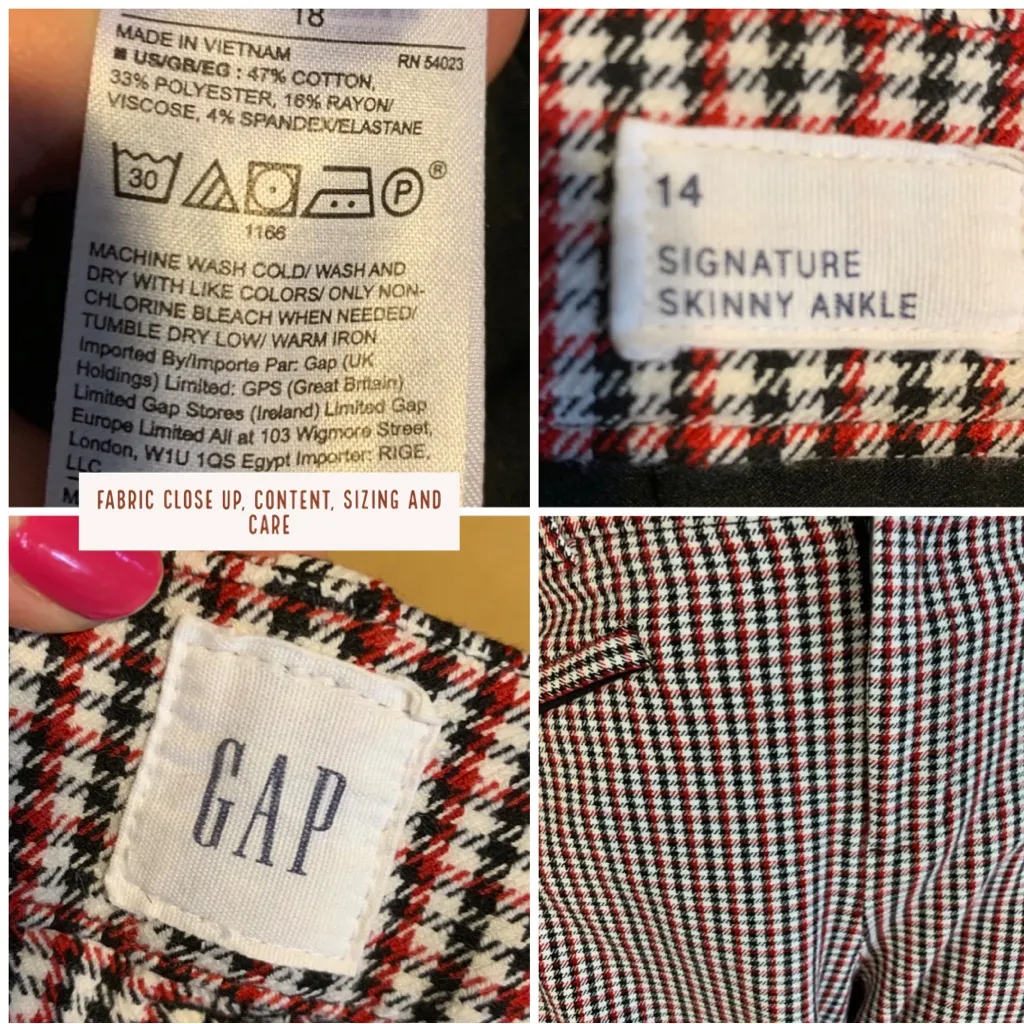 18
MADE IN VIETNAM
RN 54023
■ US/GB/EG : 47% COTTON,
33% POLYESTER, 16% RAYON/
VISCOSE, 4% SPANDEX/ELASTANE
30
P
®
1166
MACHINE WASH COLD/ WASH AND
DRY WITH LIKE COLORS/ ONLY NON-
CHLORINE BLEACH WHEN NEEDED/
TUMBLE DRY LOW/ WARM IRON
Imported By/Importe Par: Gap (UK
Holdings) Limited: GPS (Great Britain)
Limited Gap Stores (Ireland) Limited Gap
Europe Limited All at 103 Wigmore Street,
London, W1U 1QS Egypt Importer: RIGE,
LLC
14
SIGNATURE
SKINNY ANKLE
FABRIC CLOSE UP, CONTENT, SIZING AND
CARE
GAP